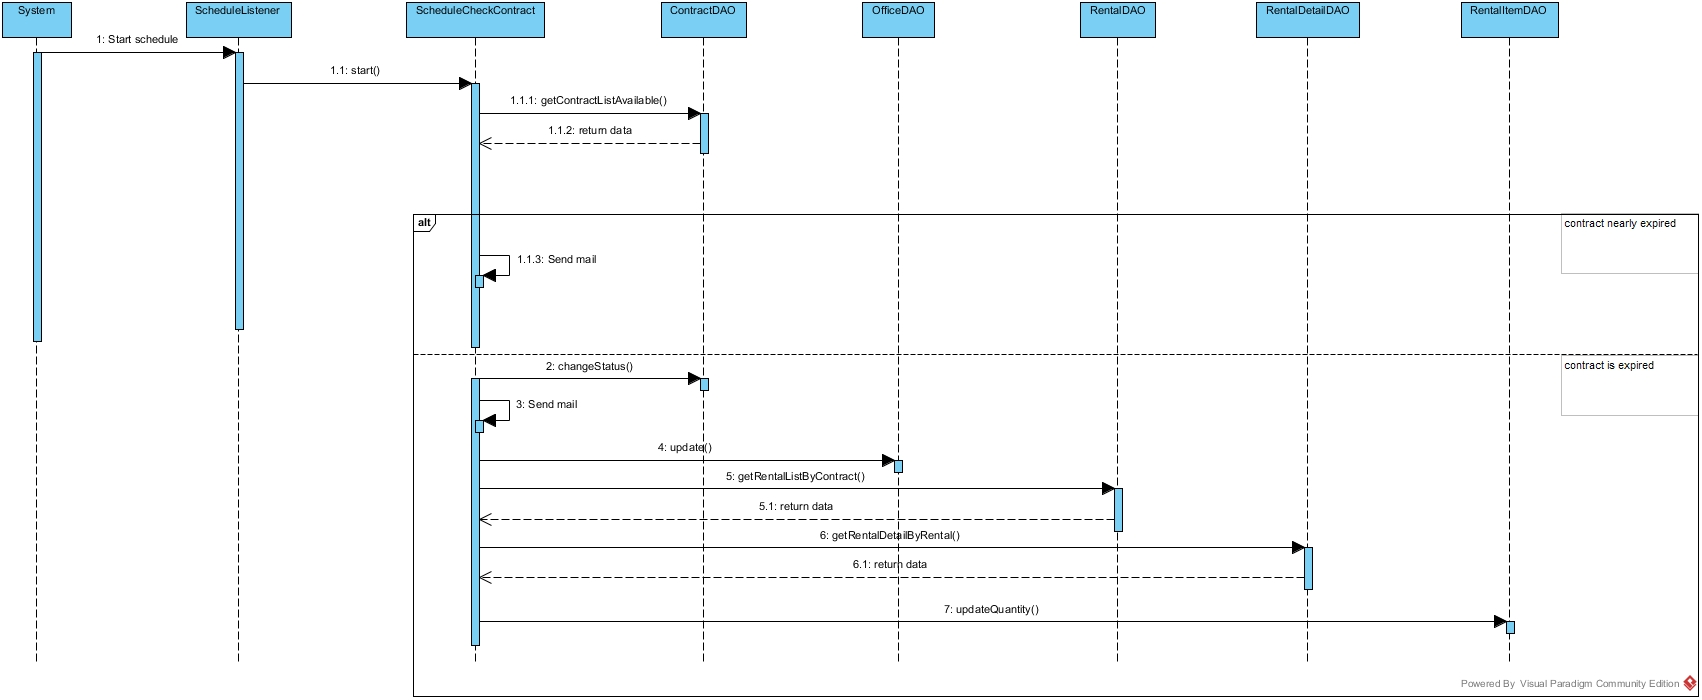 System
ScheduleListener
ScheduleCheckContract
ContractDAO
OfficeDAO
RentalDAO
RentalDetailDAO
RentalItemDAO
1: Start schedule
1.1: start()
1.1.1: getContractListAvailable()
1.1.2: return data
alt
contract nearly expired
1.1.3: Send mail
contract is expired
2: changeStatus()
3: Send mail
4: update()
5: getRentalListByContract()
5.1: return data
6: getRentalDetailByRental()
6.1: return data
7: updateQuantity()
Powered By Visual Paradigm Community Edition